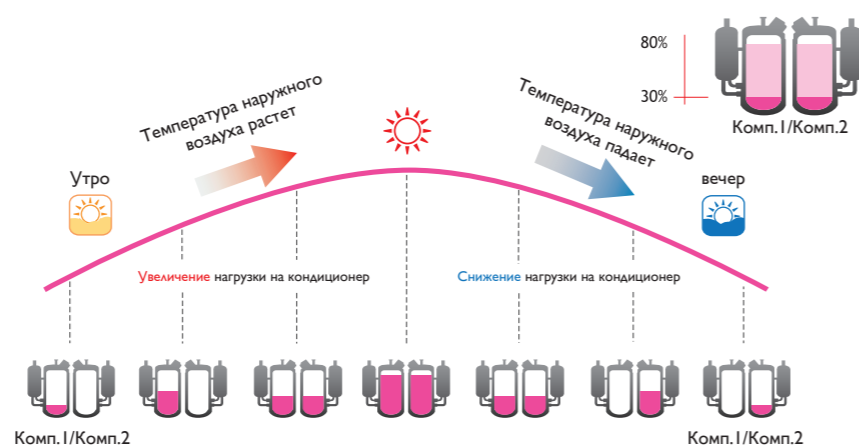 80%
30%
Комп.1/Комп.2
Температура наружного
воздуха растет
Температура наружного
воздуха падает
Утро
вечер
Увеличение нагрузки на кондиционер
Снижение нагрузки на кондиционер
Комп.1/Комп.2
Комп.1/Комп.2